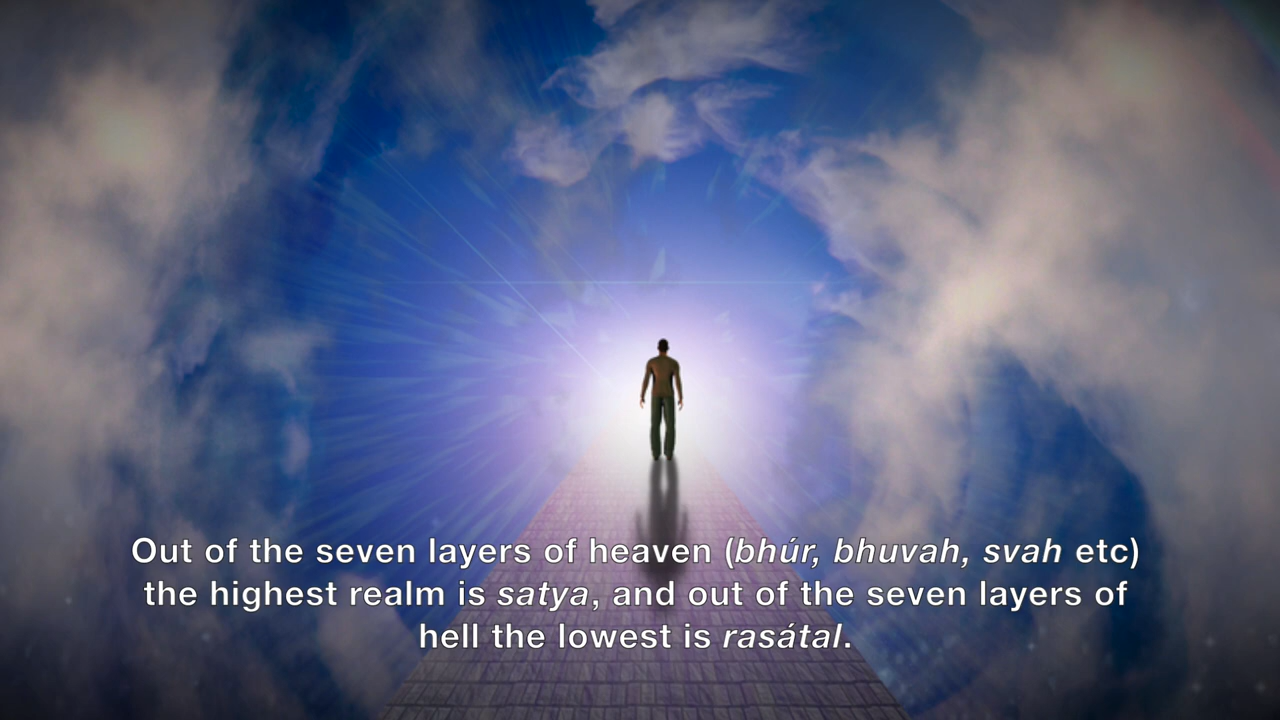 Out of the seven layers of heaven (bhúr, bhuvah, svah etc)
the highest realm is satya, and out of the seven layers of
hell the lowest is rasátal.